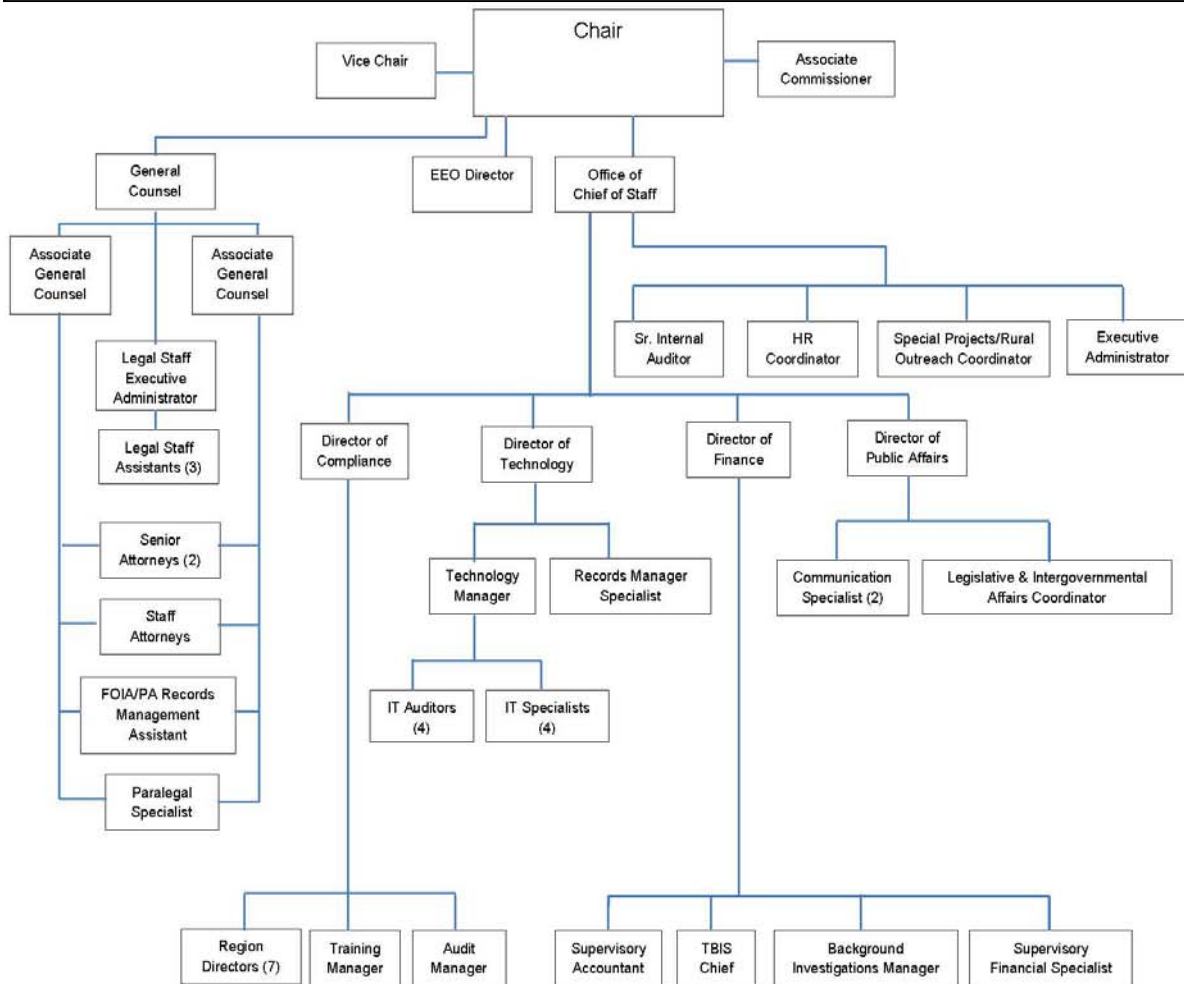 Chair
Vice Chair
Associate
Commissioner
General
Counsel
EEO Director
Office of
Chief of Staff
Associate
General
Counsel
Associate
General
Counsel
Legal Staff
Executive
Administrator
Legal Staff
Assistants (3)
Senior
Attorneys (2)
Staff
Attorneys
FOIA/PA Records
Management
Assistant
Paralegal
Specialist
Sr. Internal
Auditor
HR
Coordinator
Special Projects/Rural
Outreach Coordinator
Executive
Administrator
Director of
Compliance
Director of
Technology
Director of
Finance
Director of
Public Affairs
Technology
Manager
Records Manager
Specialist
Communication
Specialist (2)
Legislative & Intergovernmental
Affairs Coordinator
IT Auditors
(4)
IT Specialists
(4)
Region
Directors (7)
Training
Manager
Audit
Manager
Supervisory
Accountant
TBIS
Chief
Background
Investigations Manager
Supervisory
Financial Specialist